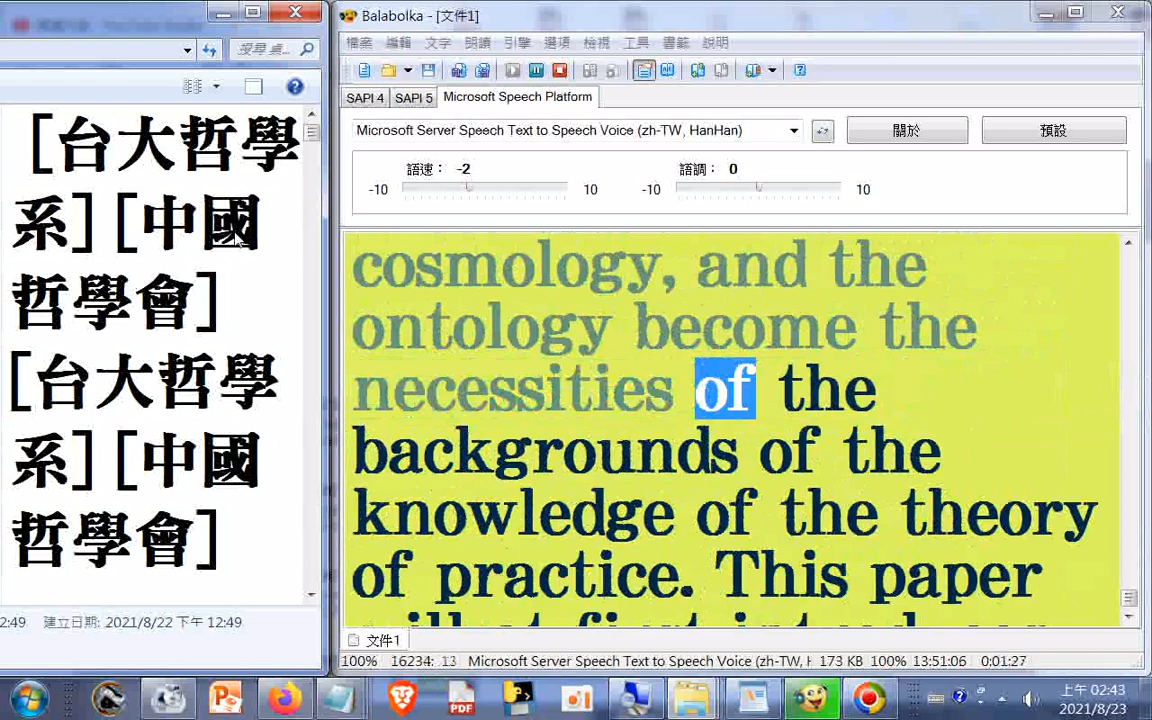 搜尋 桌...
[台大哲學
系] [中國
哲學會]
[台大哲學
系] [中國
哲學會]
2:49 建立日期: 2021/8/22 下午 12:49
Balabolka - [文件1]
檔案 編輯 文字 朗讀 引擎 選項 檢視 工具 書籤 說明
SAPI 4 SAPI 5 Microsoft Speech Platform
Microsoft Server Speech Text to Speech Voice (zh-TW, HanHan) 關於 預設
語速： -2 語調： 0
-10 10 -10 10
cosmology, and the
ontology become the
necessities of the
backgrounds of the
knowledge of the theory
of practice. This paper
文件1
100% 16234: 13 Microsoft Server Speech Text to Speech Voice (zh-TW, H 173 KB 100% 13:51:06 0:01:27
上午 02:43
2021/8/23